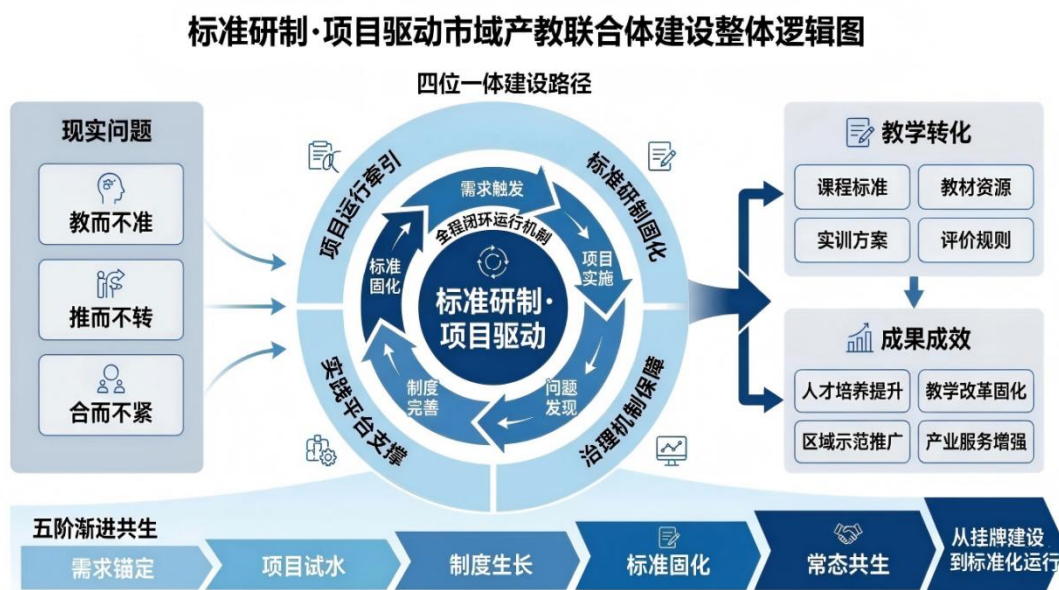 标准研制·项目驱动市域产教联合体建设整体逻辑图
四位一体建设路径
现实问题
教而不准
推而不转
合而不紧
项目运行牵引
标准研制固化
实践平台支撑
治理机制保障
需求触发
项目
实施
问题
发现
制度
完善
标准
固化
全程闭环运行机制
标准研制·
项目驱动
教学转化
课程标准
教材资源
实训方案
评价规则
成果成效
人才培养提升
教学改革固化
区域示范推广
产业服务增强
五阶渐进共生
需求锚定
项目试水
制度生长
标准固化
常态共生
从挂牌建设
到标准化运行